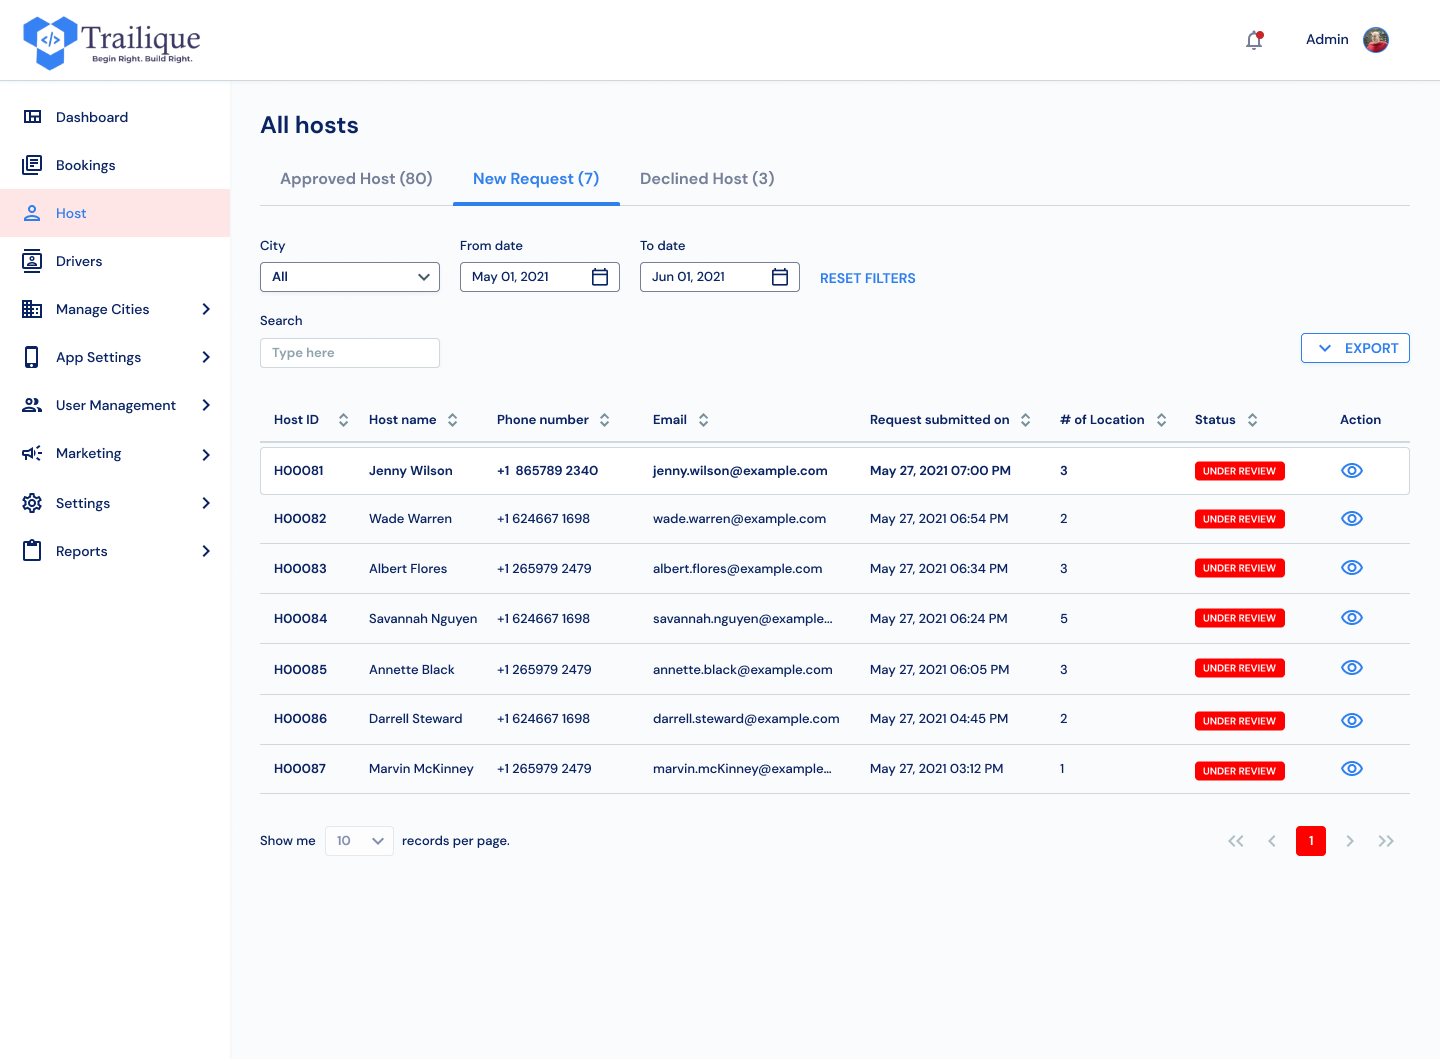 </>
Trailique
Begin Right. Build Right.
Admin
Dashboard
Bookings
Host
Drivers
Manage Cities
App Settings
User Management
Marketing
Settings
Reports
All hosts
Approved Host (80) New Request (7) Declined Host (3)
City From date To date
All May 01, 2021 Jun 01, 2021 RESET FILTERS
Search
Type here
EXPORT
Host ID Host name Phone number Email Request submitted on # of Location Status Action
H00081 Jenny Wilson +1 865789 2340 jenny.wilson@example.com May 27, 2021 07:00 PM 3 UNDER REVIEW
H00082 Wade Warren +1 624667 1698 wade.warren@example.com May 27, 2021 06:54 PM 2 UNDER REVIEW
H00083 Albert Flores +1 265979 2479 albert.flores@example.com May 27, 2021 06:34 PM 3 UNDER REVIEW
H00084 Savannah Nguyen +1 624667 1698 savannah.nguyen@example... May 27, 2021 06:24 PM 5 UNDER REVIEW
H00085 Annette Black +1 265979 2479 annette.black@example.com May 27, 2021 06:05 PM 3 UNDER REVIEW
H00086 Darrell Steward +1 624667 1698 darrell.steward@example.com May 27, 2021 04:45 PM 2 UNDER REVIEW
H00087 Marvin McKinney +1 265979 2479 marvin.mcKinney@example... May 27, 2021 03:12 PM 1 UNDER REVIEW
Show me 10 records per page. 1